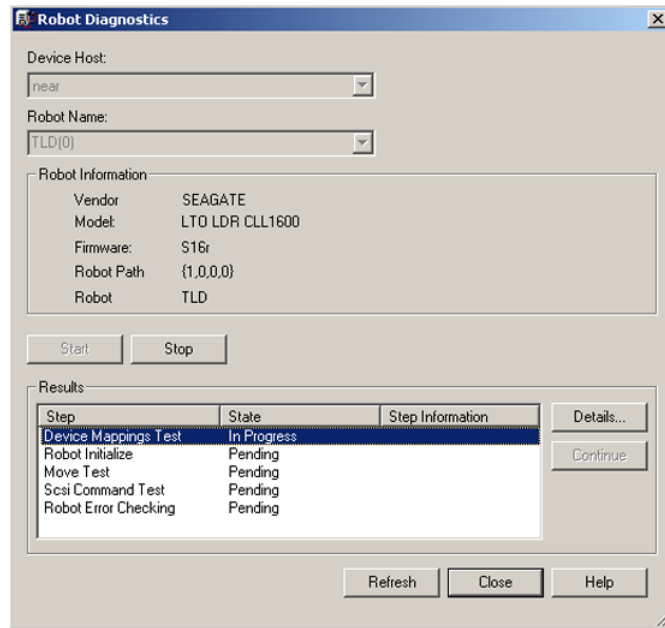 Robot Diagnostics
Device Host:
near
Robot Name:
TLD(0)
Robot Information
Vendor SEAGATE
Model: LTO LDR CLL1600
Firmware: S16r
Robot Path {1,0,0,0}
Robot TLD
Start Stop
Results
Step State Step Information Details...
Device Mappings Test In Progress
Robot Initialize Pending Continue
Move Test Pending
Scsi Command Test Pending
Robot Error Checking Pending
Refresh Close Help